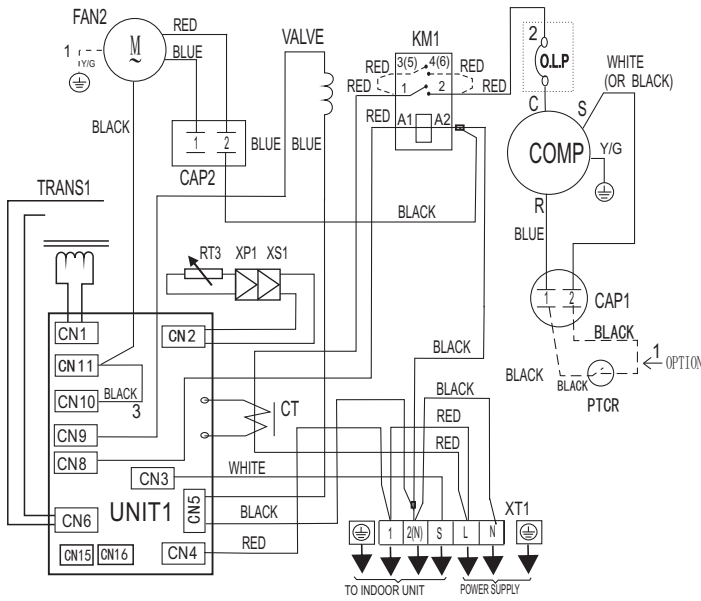 FAN2
RED
BLUE
M
~
1
Y/G
BLACK
1 2
CAP2
BLUE
BLUE
VALVE
KM1
3(5) 4(6)
RED
RED
RED
1 2
RED
RED
A1 A2
BLACK
2
O.L.P
WHITE
(OR BLACK)
C
S
COMP
Y/G
R
BLUE
1 2
CAP1
BLACK
1
OPTION
BLACK
BLACK
PTCR
TRANS1
RT3 XP1 XS1
CN1
CN2
CN11
CN10
BLACK
3
CN9
CN8
CN3
CN5
CN6
UNIT1
CN15
CN16
CN4
CT
WHITE
BLACK
RED
BLACK
BLACK
RED
RED
XT1
1 2(N) S L N
TO INDOOR UNIT
POWER SUPPLY